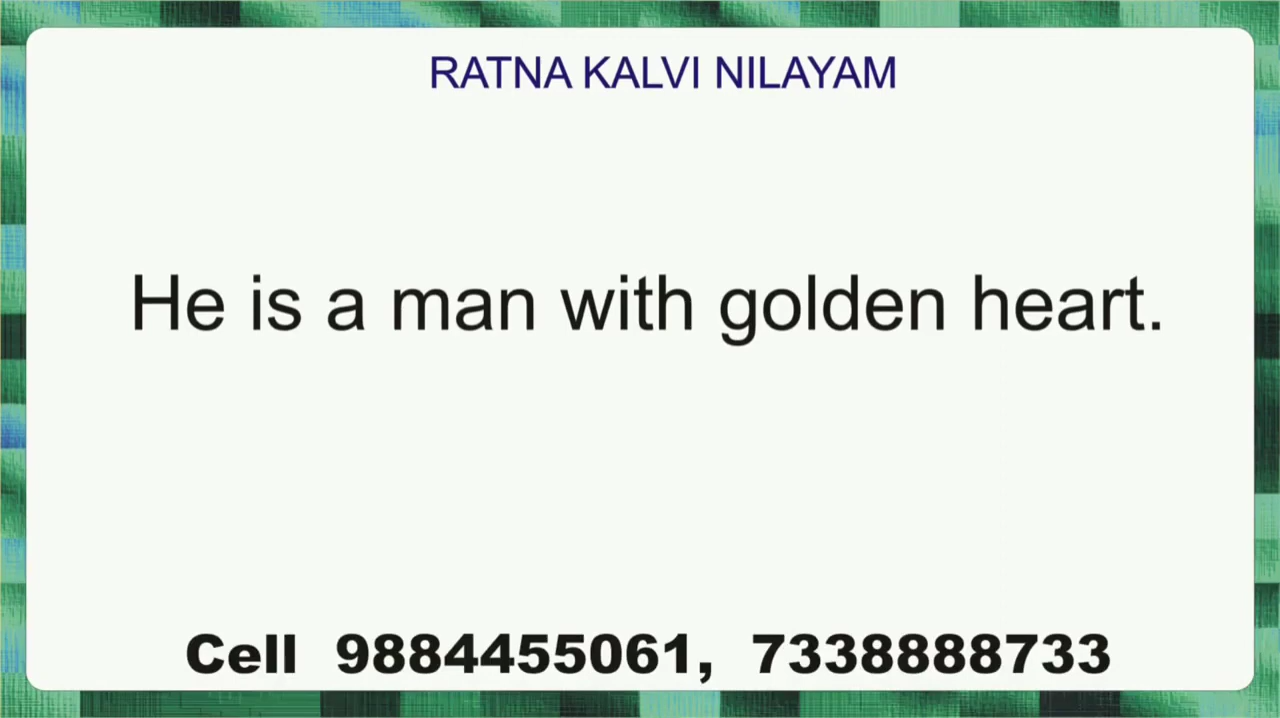 RATNA KALVI NILAYAM
He is a man with golden heart.
Cell 9884455061, 7338888733